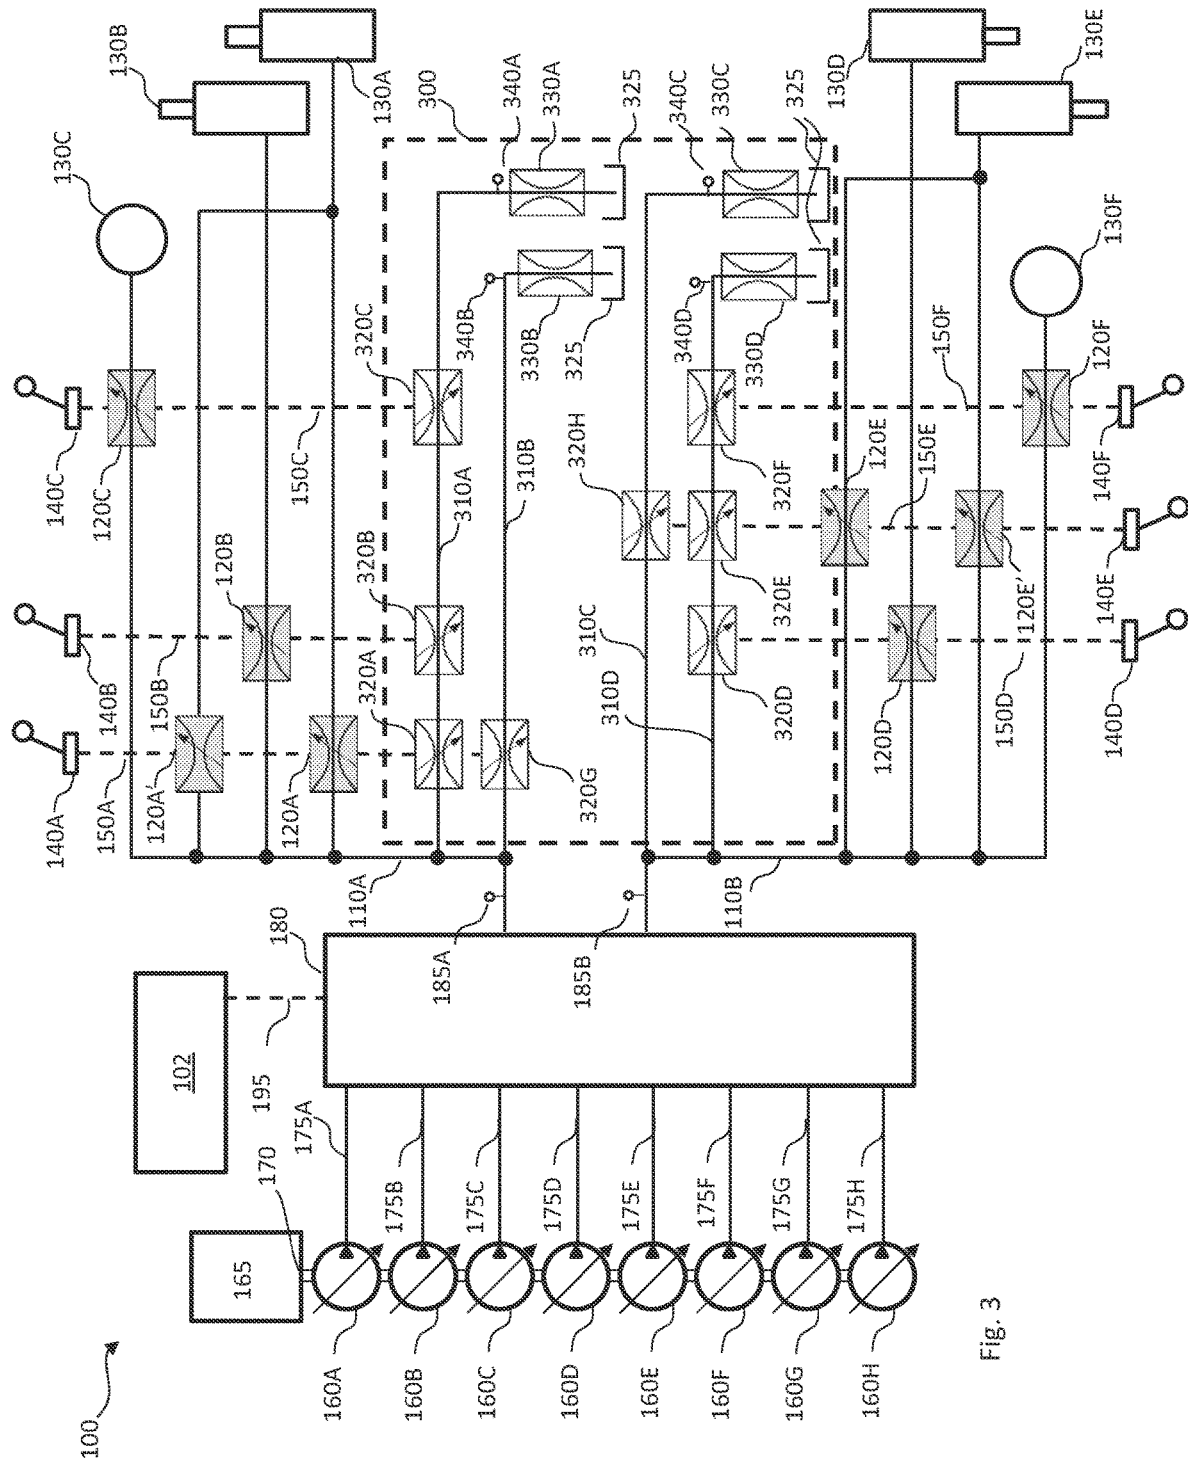 130B
130A
130C
300
340A
330A
325
340C
330C
325
130D
130E
140C
120C
150C
320C
340B
330B
325
340D
330D
150F
120F
130F
140B
150B
120B
320B
310A
310B
320H
320F
120E
150E
140F
140A
150A
120A'
120A
320A
320G
310C
310D
320E
320D
120D
150D
120E'
140E
140D
110A
110B
180
185A
185B
102
195
170
165
175A
175B
175C
175D
175E
175F
175G
175H
160A
160B
160C
160D
160E
160F
160G
160H
100
Fig. 3